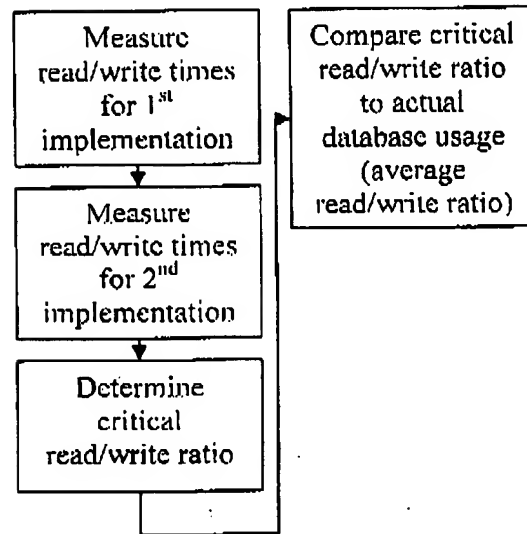 Measure
read/write times
for 1st
implementation
Measure
read/write times
for 2nd
implementation
Determine
critical
read/write ratio
Compare critical
read/write ratio
to actual
database usage
(average
read/write ratio)